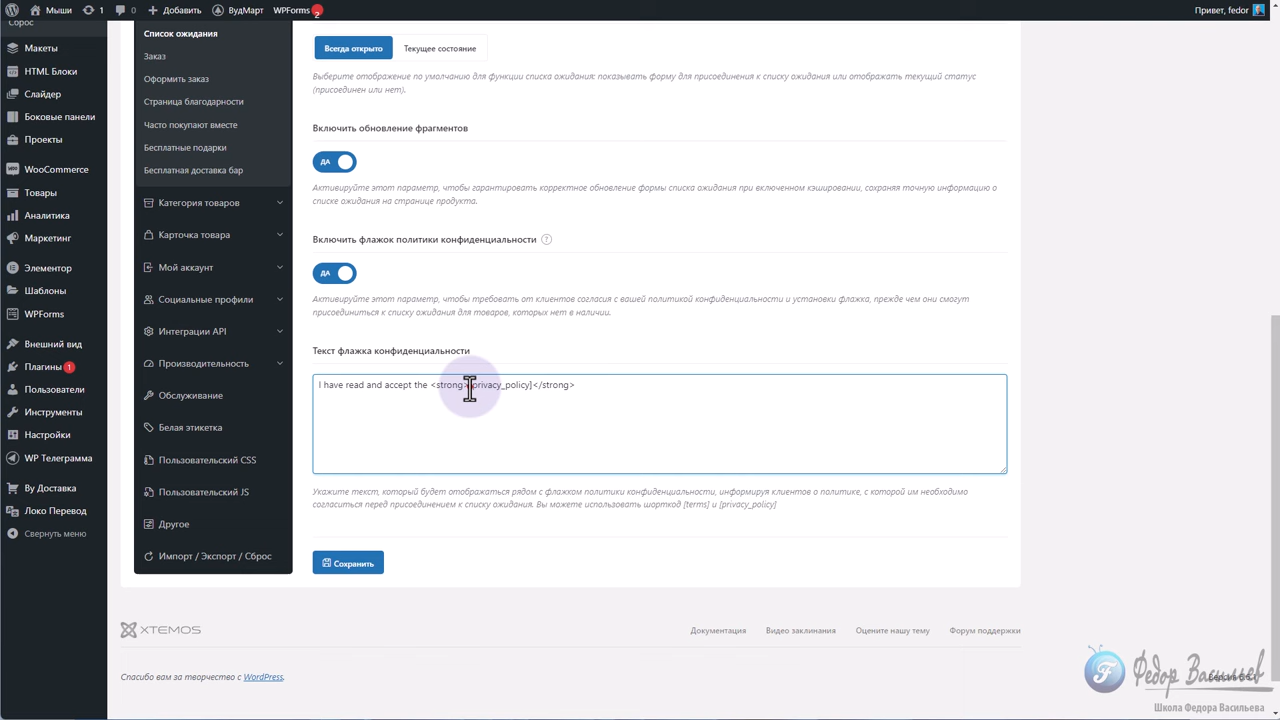 Мой сайт 1 0 Добавить WPForms 2 Привет, fedor
Список ожидания
Заказ
Оформить заказ
Страница благодарности
Часто покупают вместе
Бесплатные подарки
Бесплатная доставка бар
Категория товаров
Карточка товара
Мой аккаунт
Социальные профили
Интеграции API
Производительность
Обслуживание
Белая этикетка
Пользовательский CSS
Пользовательский JS
Другое
Импорт / Экспорт / Сброс
Макеты
HTML Блоки
Слайдер
Боковые панели
Проекты
WooCommerce
Товары
Аналитика
Маркетинг
Элементор
Шаблоны
WPForms
Внешний вид
Плагины 1
Пользователи
Инструменты
Настройки
WP Телеграмма
Ву Доставка
Локо Перевод
Свернуть меню
Всегда открыто Текущее состояние
Выберите отображение по умолчанию для функции списка ожидания: показывать форму для присоединения к списку ожидания или отображать текущий статус
(присоединен или нет).
Включить обновление фрагментов
ДА
Активируйте этот параметр, чтобы гарантировать корректное обновление формы списка ожидания при включенном кэшировании, сохраняя точную информацию о
списке ожидания на странице продукта.
Включить флажок политики конфиденциальности ?
ДА
Активируйте этот параметр, чтобы требовать от клиентов согласия с вашей политикой конфиденциальности и установки флажка, прежде чем они смогут
присоединиться к списку ожидания для товаров, которых нет в наличии.
Текст флажка конфиденциальности
I have read and accept the <strong>[privacy_policy]</strong>
Укажите текст, который будет отображаться рядом с флажком политики конфиденциальности, информируя клиентов о политике, с которой им необходимо
согласиться перед присоединением к списку ожидания. Вы можете использовать шорткод [terms] и [privacy_policy]
Сохранить
XTEMOS
Документация Видео заклинания Оцените нашу тему Форум поддержки
Спасибо вам за творчество с WordPress.
Федор Васильев
Школа Федора Васильева